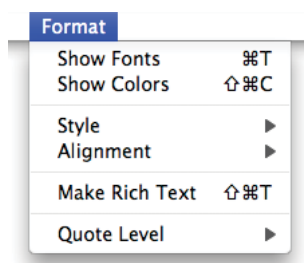 Format
Show Fonts ⌘T
Show Colors ⇧⌘C
Style ▶
Alignment ▶
Make Rich Text ⇧⌘T
Quote Level ▶